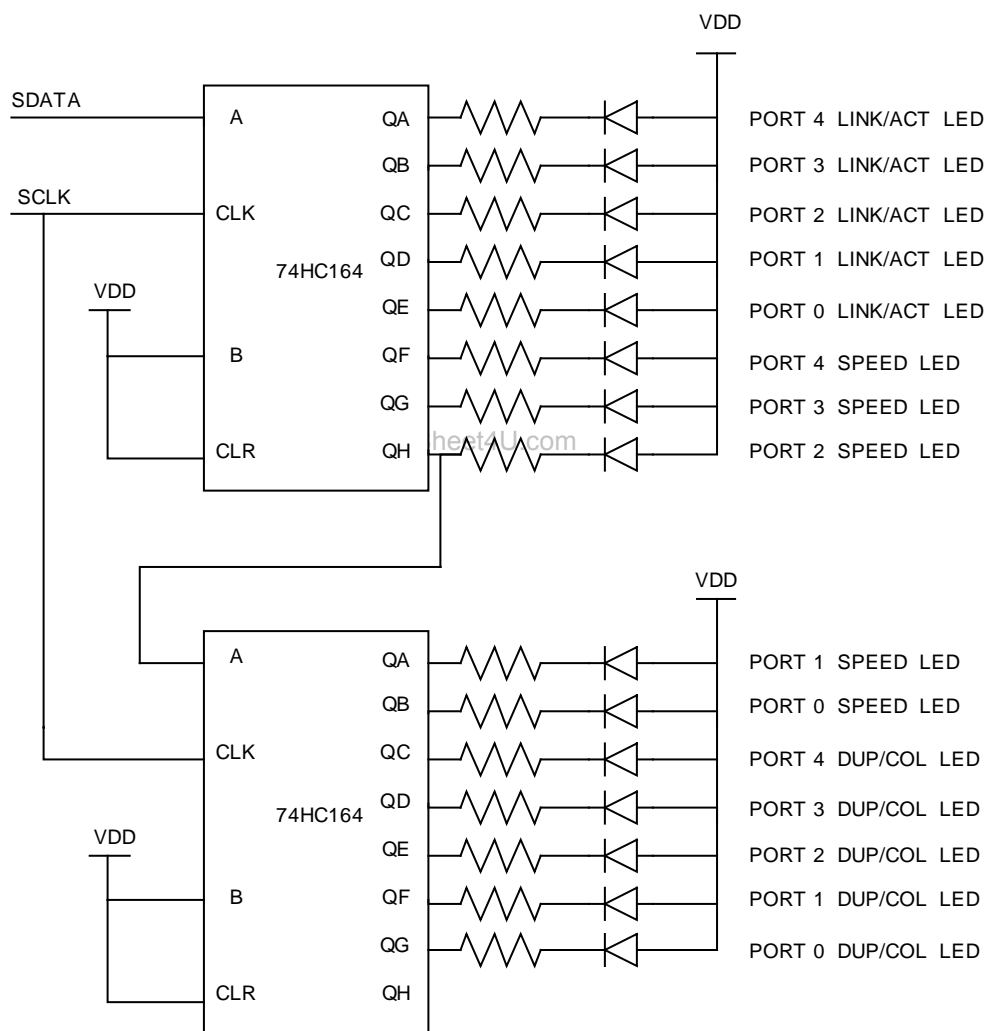 VDD
SDATA
A QA PORT 4 LINK/ACT LED
QB PORT 3 LINK/ACT LED
SCLK
CLK QC PORT 2 LINK/ACT LED
QD PORT 1 LINK/ACT LED
74HC164
VDD
QE PORT 0 LINK/ACT LED
B QF PORT 4 SPEED LED
QG PORT 3 SPEED LED
heet4U.com
CLR QH PORT 2 SPEED LED
VDD
A QA PORT 1 SPEED LED
QB PORT 0 SPEED LED
CLK QC PORT 4 DUP/COL LED
QD PORT 3 DUP/COL LED
74HC164
VDD
QE PORT 2 DUP/COL LED
B QF PORT 1 DUP/COL LED
QG PORT 0 DUP/COL LED
CLR QH